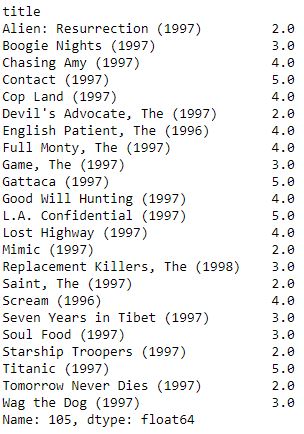 title
Alien: Resurrection (1997) 2.0
Boogie Nights (1997) 3.0
Chasing Amy (1997) 4.0
Contact (1997) 5.0
Cop Land (1997) 4.0
Devil's Advocate, The (1997) 2.0
English Patient, The (1996) 4.0
Full Monty, The (1997) 4.0
Game, The (1997) 3.0
Gattaca (1997) 5.0
Good Will Hunting (1997) 4.0
L.A. Confidential (1997) 5.0
Lost Highway (1997) 4.0
Mimic (1997) 2.0
Replacement Killers, The (1998) 3.0
Saint, The (1997) 2.0
Scream (1996) 4.0
Seven Years in Tibet (1997) 3.0
Soul Food (1997) 3.0
Starship Troopers (1997) 2.0
Titanic (1997) 5.0
Tomorrow Never Dies (1997) 2.0
Wag the Dog (1997) 3.0
Name: 105, dtype: float64